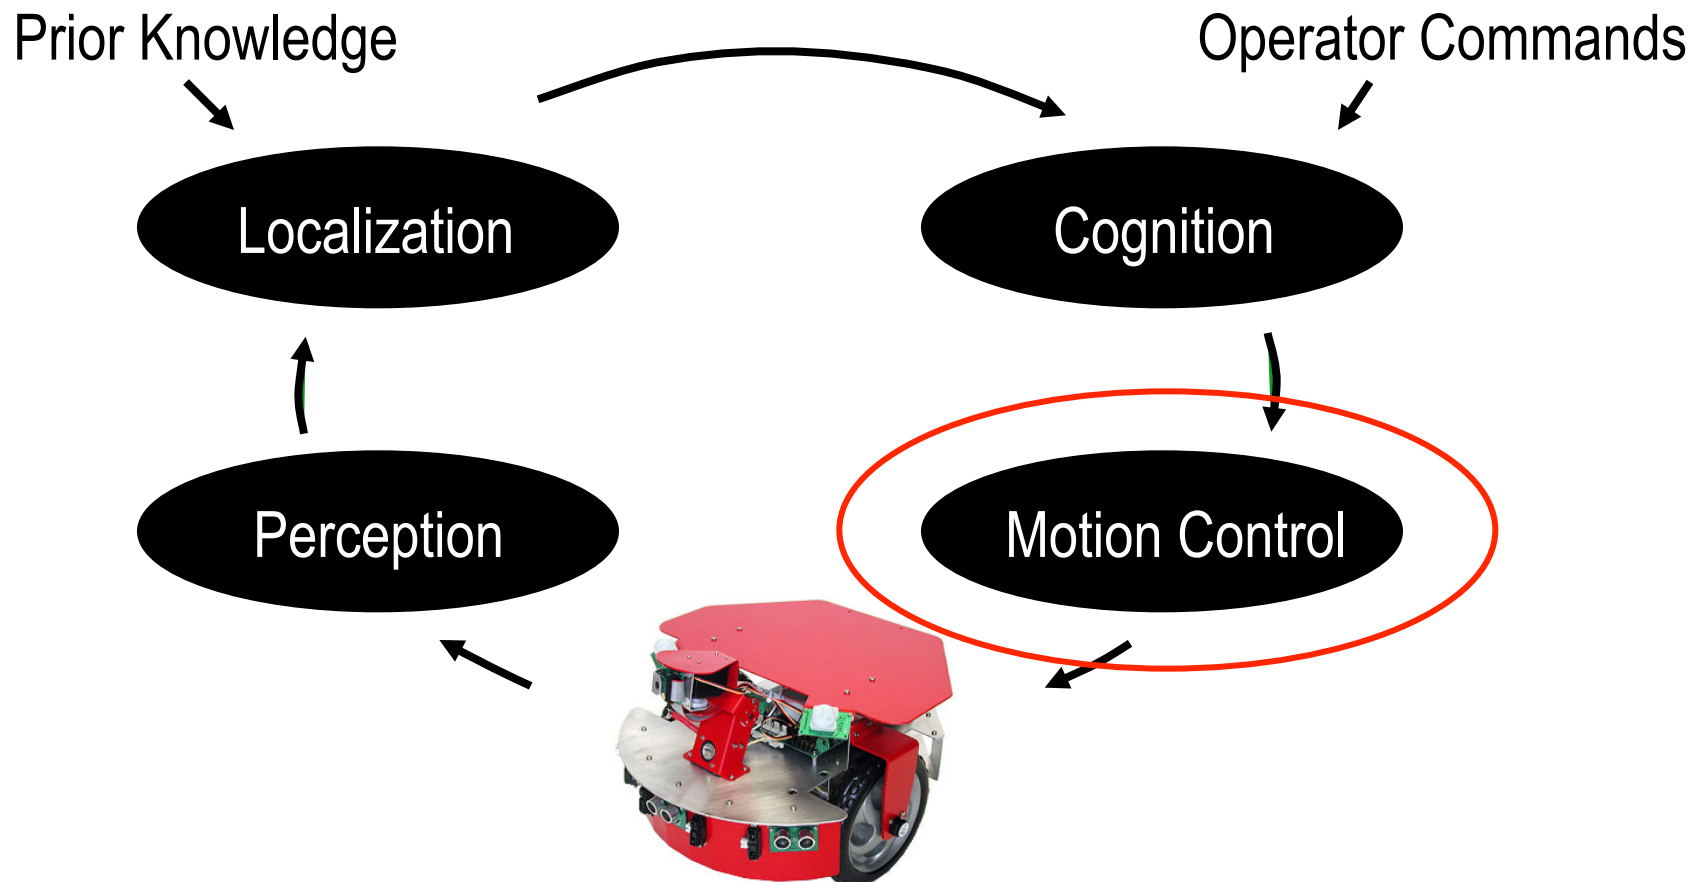 Prior Knowledge
Operator Commands
Localization
Cognition
Perception
Motion Control